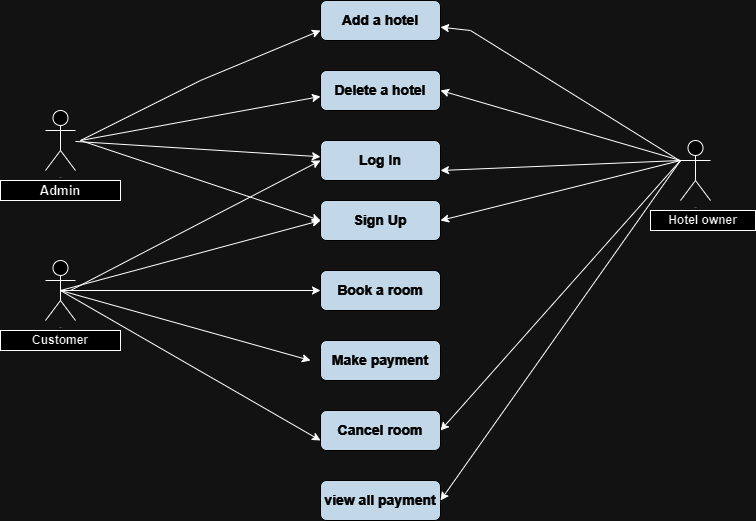 Add a hotel
Delete a hotel
Log In
Sign Up
Book a room
Make payment
Cancel room
view all payment
Admin
Customer
Hotel owner